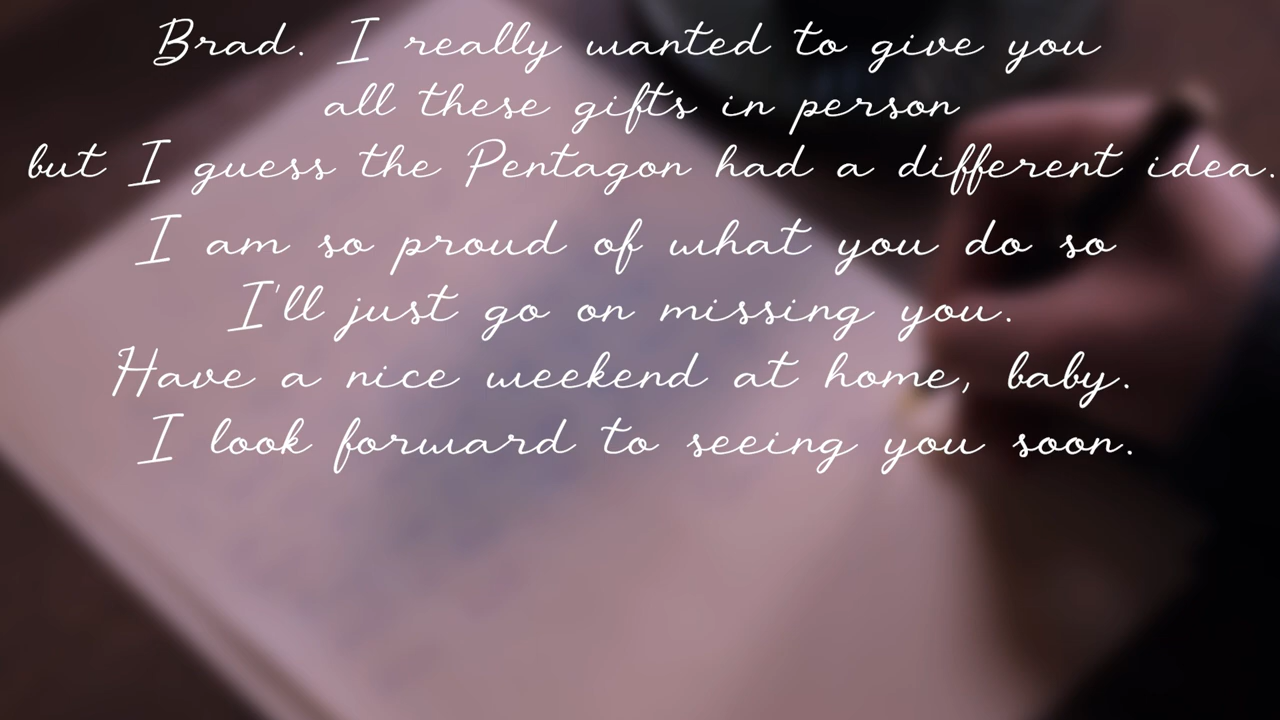 Brad. I really wanted to give you
all these gifts in person
but I guess the Pentagon had a different idea.
I am so proud of what you do so
I'll just go on missing you.
Have a nice weekend at home, baby.
I look forward to seeing you soon.